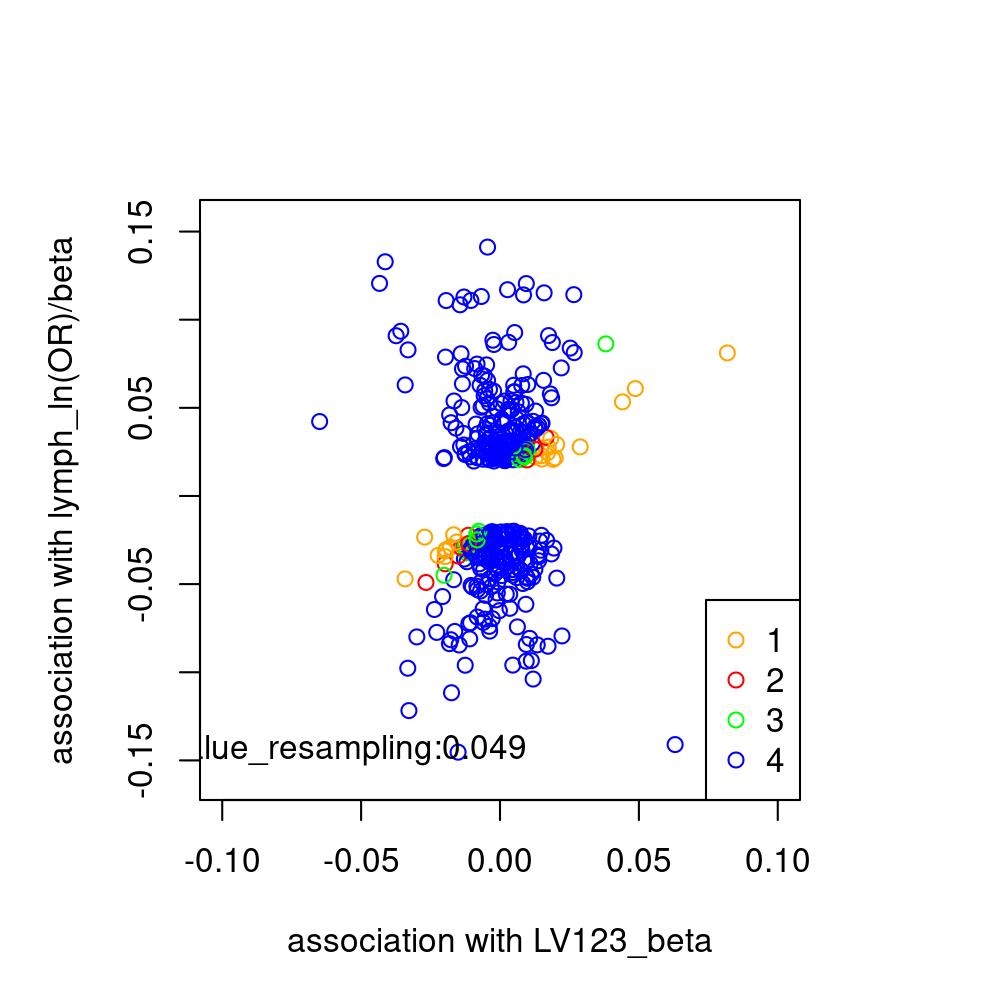 association with lymph_ln(OR)/beta
0.15
0.05
-0.05
-0.15
lue_resampling:0.049
1
2
3
4
-0.10 -0.05 0.00 0.05 0.10
association with LV123_beta